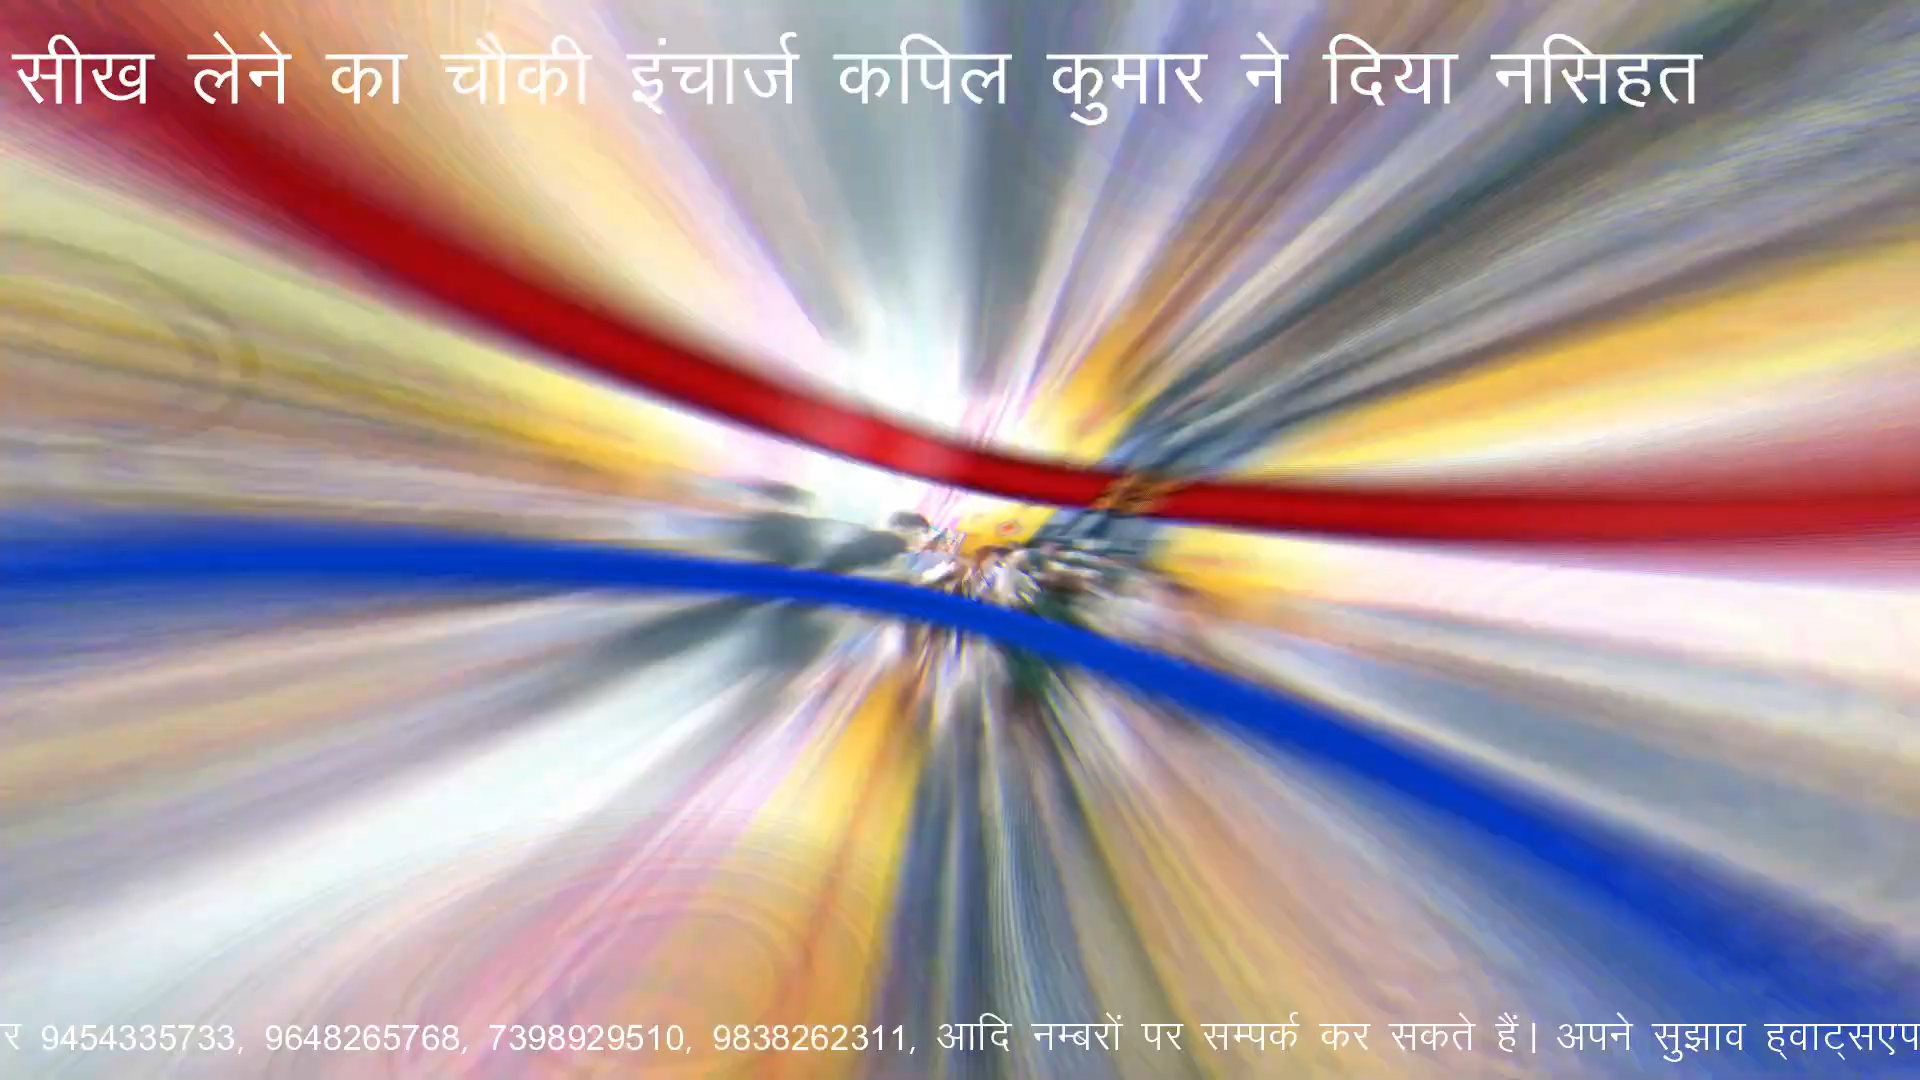 सीख लेने का चौकी इंचार्ज कपिल कुमार ने दिया नसिहत
र 9454335733, 9648265768, 7398929510, 9838262311, आदि नम्बरों पर सम्पर्क कर सकते हैं| अपने सुझाव ह्वाट्सएप